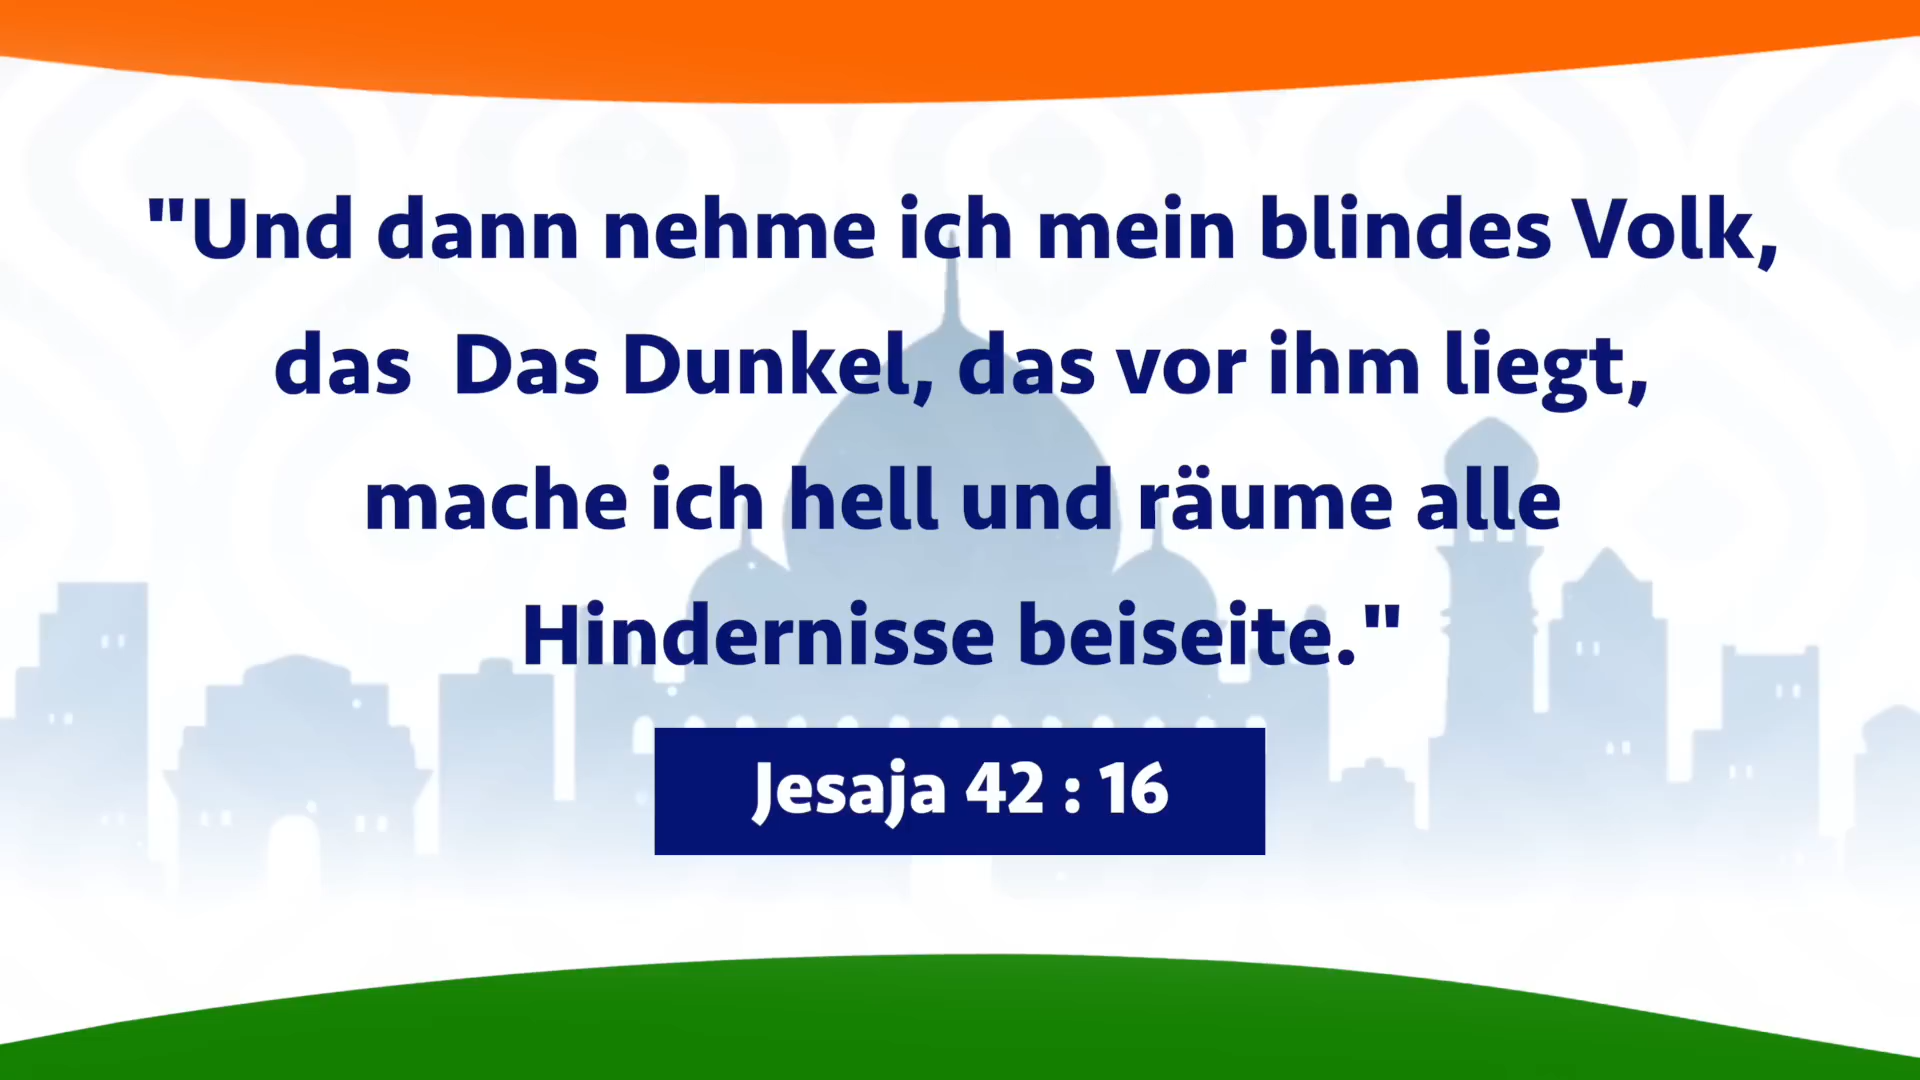 "Und dann nehme ich mein blindes Volk,
das  Das Dunkel, das vor ihm liegt,
mache ich hell und räume alle
Hindernisse beiseite."
Jesaja 42 : 16